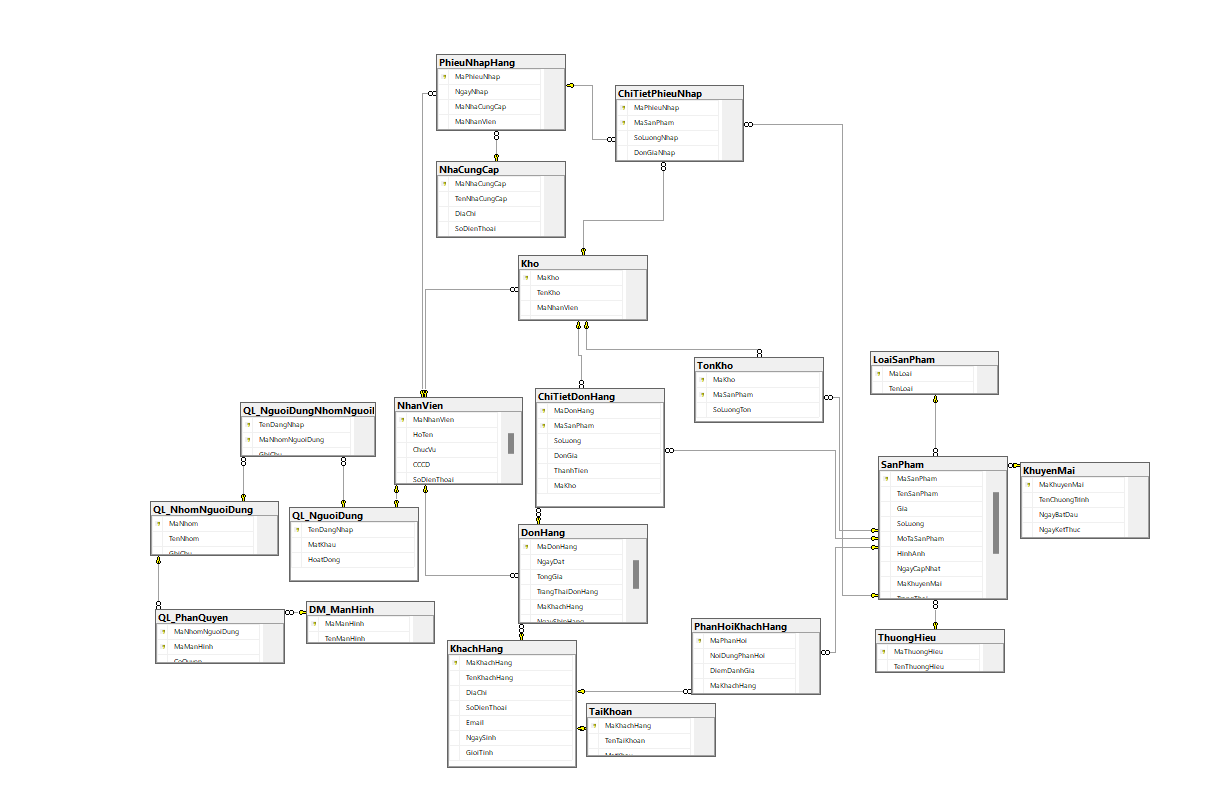 PhieuNhapHang
MaPhieuNhap
NgayNhap
MaNhaCungCap
MaNhanVien
ChiTietPhieuNhap
MaPhieuNhap
MaSanPham
SoLuongNhap
DonGiaNhap
NhaCungCap
MaNhaCungCap
TenNhaCungCap
DiaChi
SoDienThoai
Kho
MaKho
TenKho
MaNhanVien
TonKho
MaKho
MaSanPham
SoLuongTon
LoaiSanPham
MaLoai
TenLoai
QL_NguoiDungNhomNguoiI
TenDangNhap
MaNhomNguoiDung
GhiChu
NhanVien
MaNhanVien
HoTen
ChucVu
CCCD
SoDienThoai
ChiTietDonHang
MaDonHang
MaSanPham
SoLuong
DonGia
ThanhTien
MaKho
SanPham
MaSanPham
TenSanPham
Gia
SoLuong
MoTaSanPham
HinhAnh
NgayCapNhat
MaKhuyenMai
KhuyenMai
MaKhuyenMai
TenChuongTrinh
NgayBatDau
NgayKetThuc
QL_NhomNguoiDung
MaNhom
TenNhom
GhiChu
QL_NguoiDung
TenDangNhap
MatKhau
HoatDong
DonHang
MaDonHang
NgayDat
TongGia
TrangThaiDonHang
MaKhachHang
QL_PhanQuyen
MaNhomNguoiDung
MaManHinh
CoQuyen
DM_ManHinh
MaManHinh
TenManHinh
KhachHang
MaKhachHang
TenKhachHang
DiaChi
SoDienThoai
Email
NgaySinh
GioiTinh
PhanHoiKhachHang
MaPhanHoi
NoiDungPhanHoi
DiemDanhGia
MaKhachHang
ThuongHieu
MaThuongHieu
TenThuongHieu
TaiKhoan
MaKhachHang
TenTaiKhoan